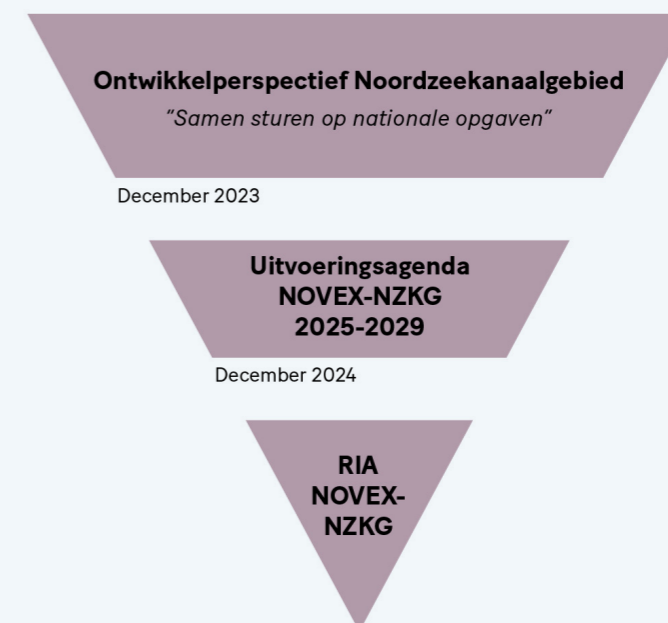 Ontwikkelperspectief Noordzeekanaalgebied
“Samen sturen op nationale opgaven”
December 2023
Uitvoeringsagenda
NOVEX-NZKG
2025-2029
December 2024
RIA
NOVEX-
NZKG